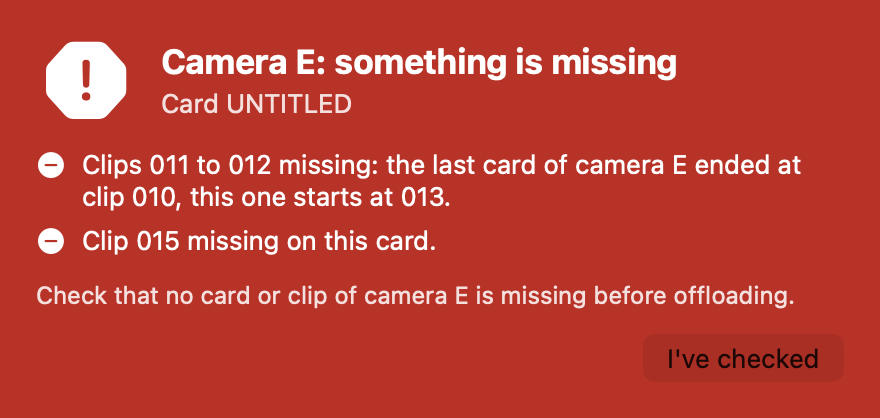 Camera E: something is missing
Card UNTITLED
Clips 011 to 012 missing: the last card of camera E ended at
clip 010, this one starts at 013.
Clip 015 missing on this card.
Check that no card or clip of camera E is missing before offloading.
I've checked